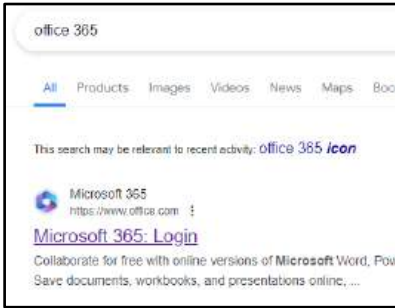 office 365
All Products Images Videos News Maps Boo
This search may be relevant to recent activity: office 365 icon
Microsoft 365
https://www.office.com
Microsoft 365: Login
Collaborate for free with online versions of Microsoft Word, Pow
Save documents, workbooks, and presentations online, ...